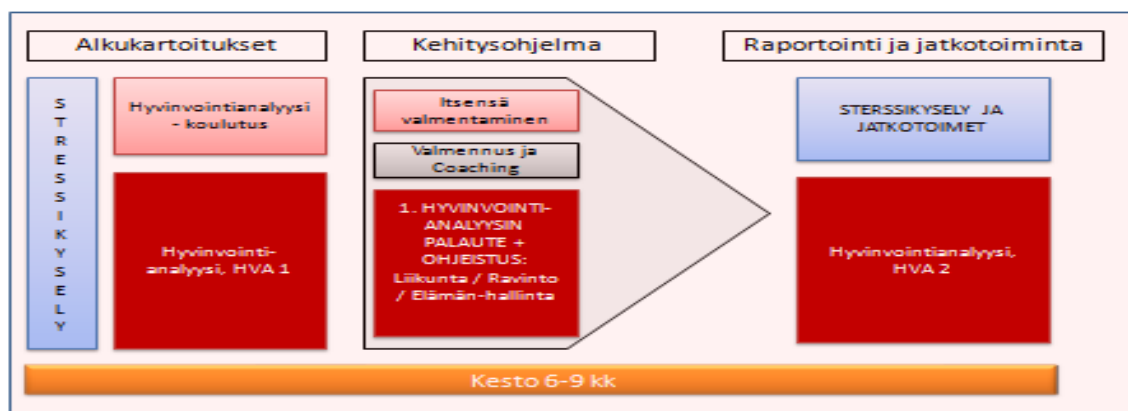 Alkukartoitukset
Kehitysohjelma
Raportointi ja jatkotoiminta
STRESSIKYSELY
Hyvinvointianalyysi
- koulutus
Hyvinvointi-
analyysi, HVA 1
Itsensä
valmentaminen
Valmennus ja
Coaching
1. HYVINVOINTI-
ANALYYSIN
PALAUTE +
OHJEISTUS:
Liikunta / Ravinto
/ Elämän-hallinta
STERSSIKYSELY JA
JATKOTOIMET
Hyvinvointianalyysi,
HVA 2
Kesto 6-9 kk